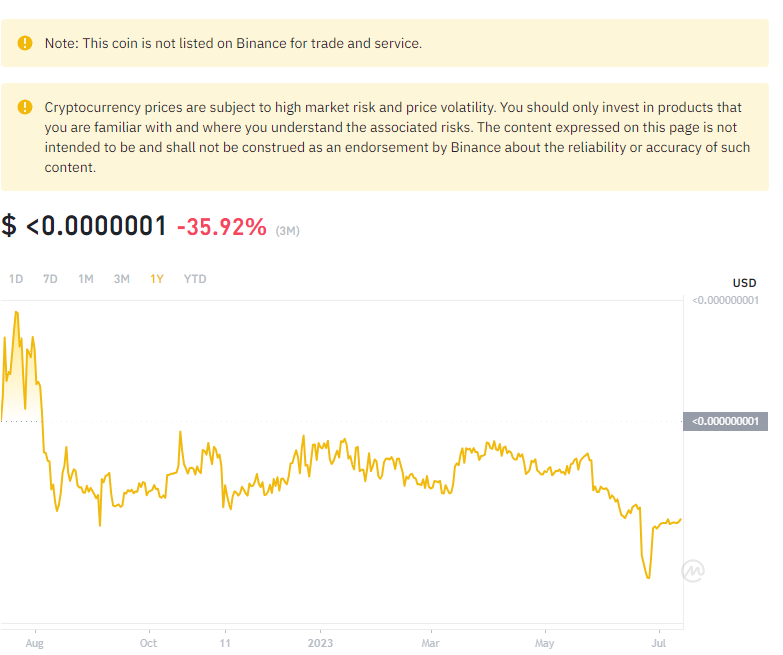 Note: This coin is not listed on Binance for trade and service.
Cryptocurrency prices are subject to high market risk and price volatility. You should only invest in products that
you are familiar with and where you understand the associated risks. The content expressed on this page is not
intended to be and shall not be construed as an endorsement by Binance about the reliability or accuracy of such
content.
$ <0.0000001 -35.92% (3M)
1D 7D 1M 3M 1Y YTD
USD
<0.000000001
<0.000000001
Aug Oct 11 2023 Mar May Jul